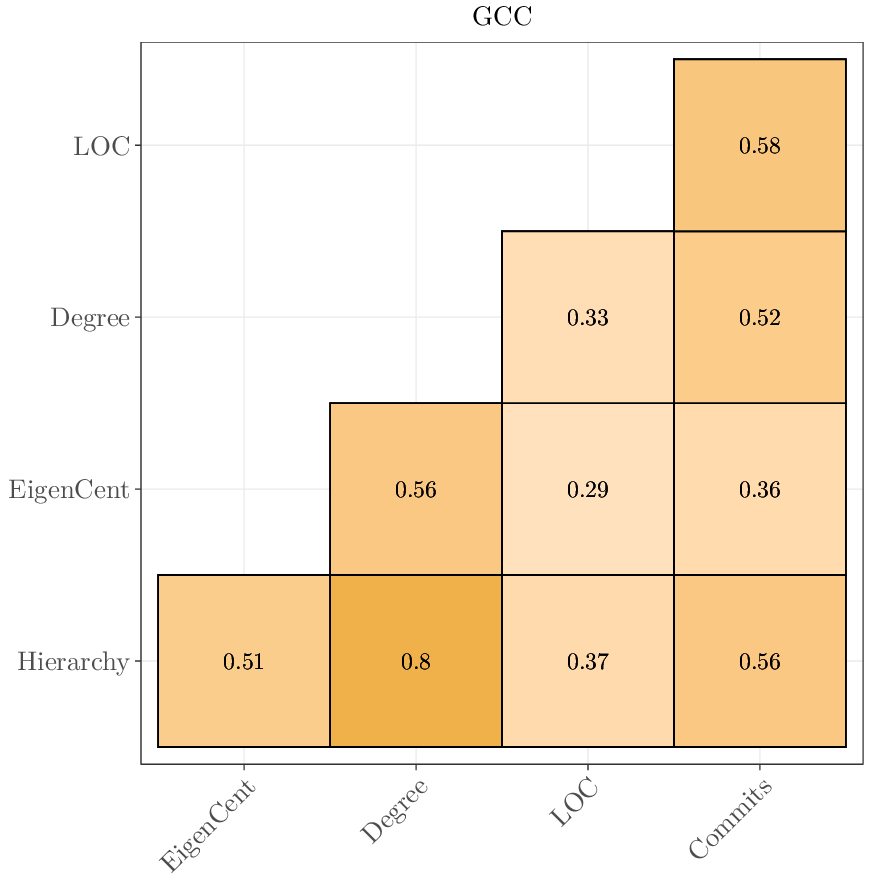 GCC
LOC 0.58
Degree 0.33 0.52
EigenCent 0.56 0.29 0.36
Hierarchy 0.51 0.8 0.37 0.56
EigenCent Degree LOC Commits